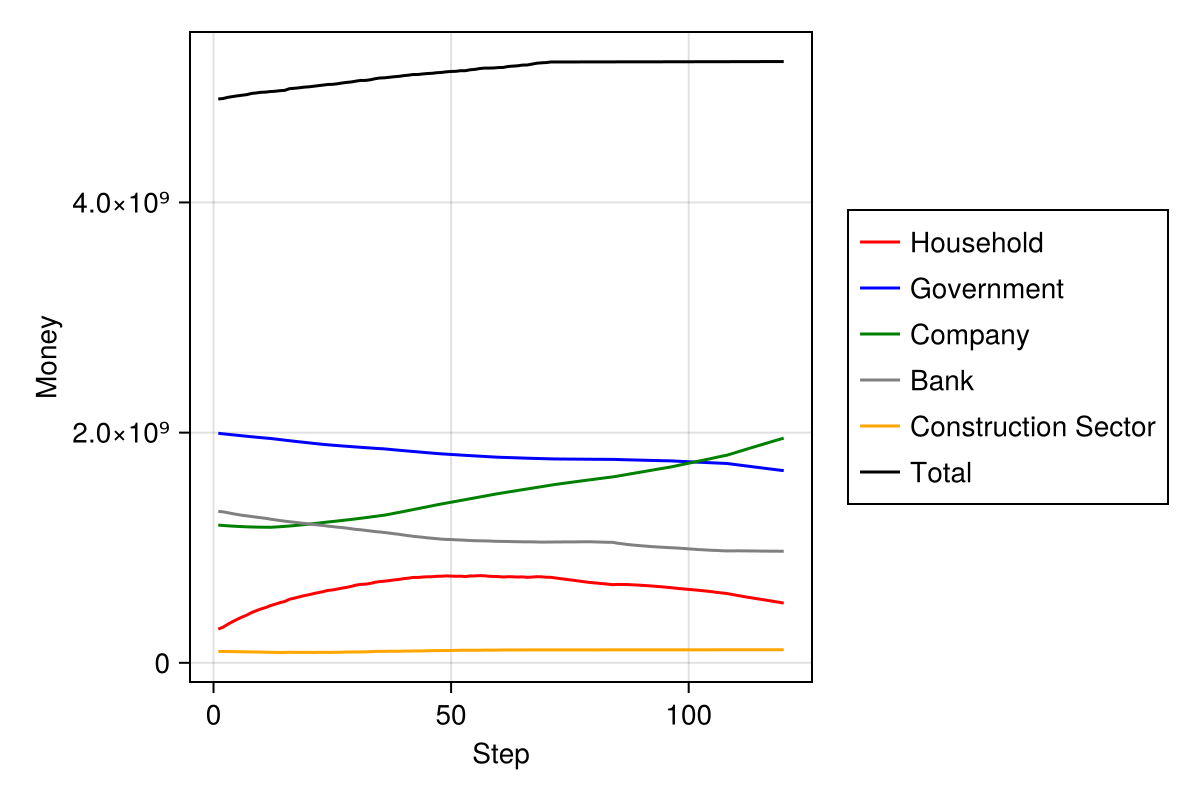 4.0×10⁹
2.0×10⁹
0
Money
0 50 100
Step
Household
Government
Company
Bank
Construction Sector
Total